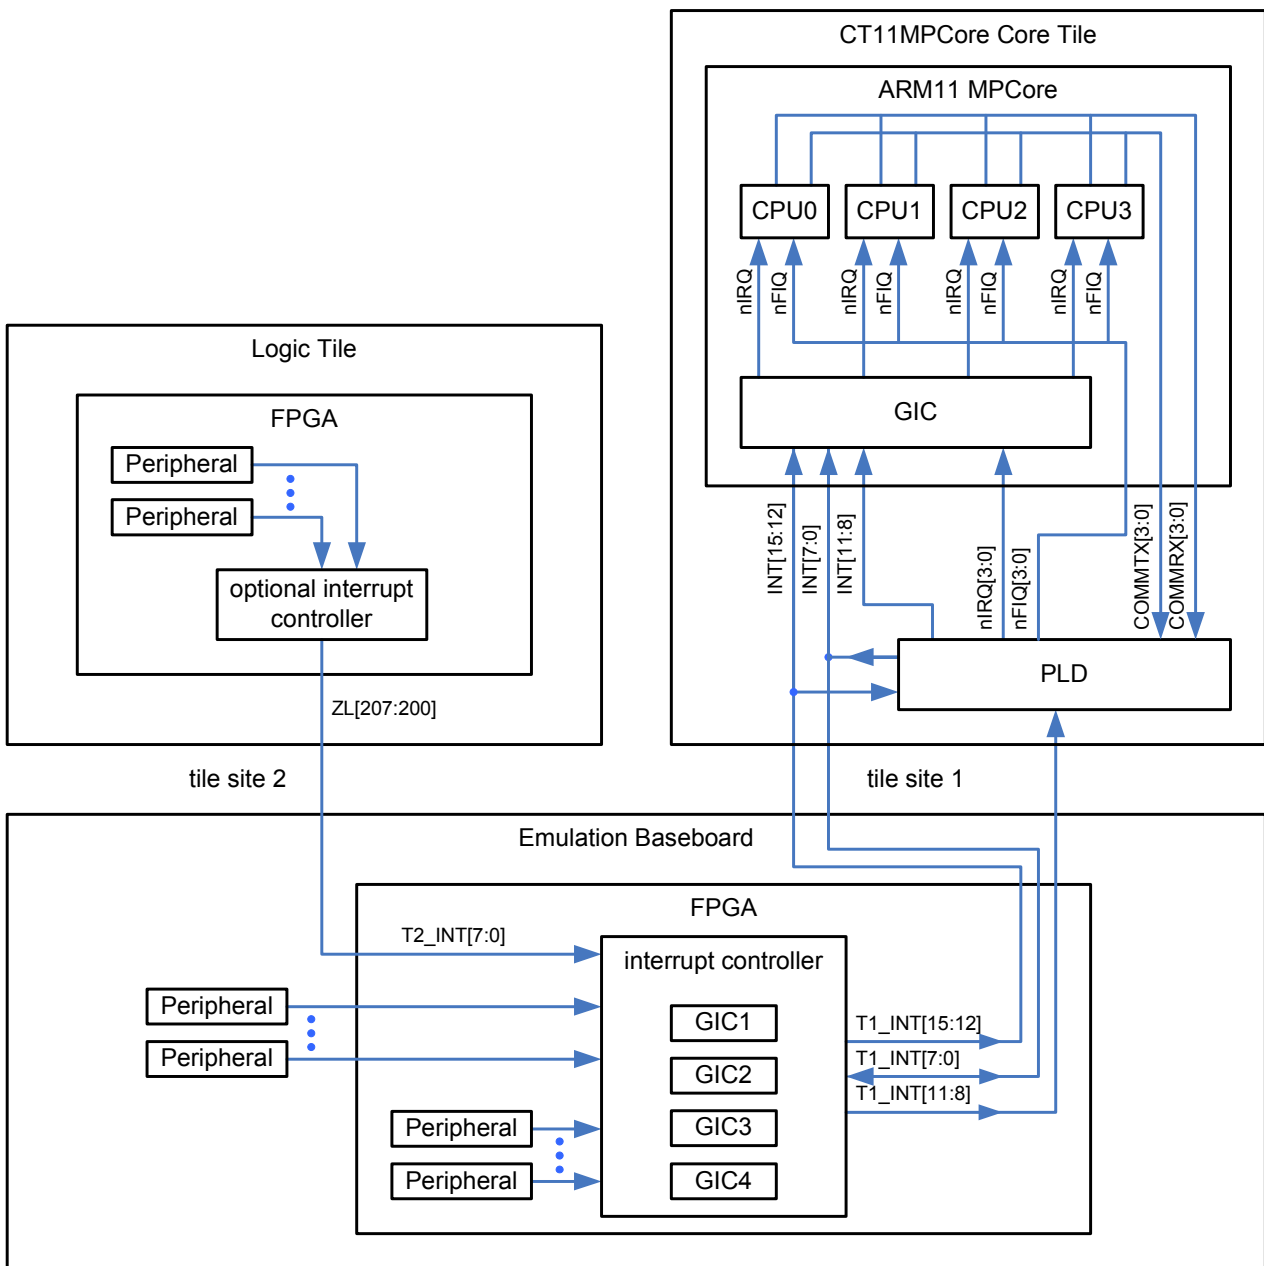 CT11MPCore Core Tile
ARM11 MPCore
CPU0
CPU1
CPU2
CPU3
nIRQ
nFIQ
nIRQ
nFIQ
nIRQ
nFIQ
nIRQ
nFIQ
GIC
INT[15:12]
INT[7:0]
INT[11:8]
nIRQ[3:0]
nFIQ[3:0]
COMMTX[3:0]
COMMRX[3:0]
PLD
Logic Tile
FPGA
Peripheral
Peripheral
optional interrupt
controller
ZL[207:200]
tile site 2
tile site 1
Emulation Baseboard
FPGA
T2_INT[7:0]
interrupt controller
Peripheral
Peripheral
GIC1
GIC2
GIC3
GIC4
T1_INT[15:12]
T1_INT[7:0]
T1_INT[11:8]
Peripheral
Peripheral